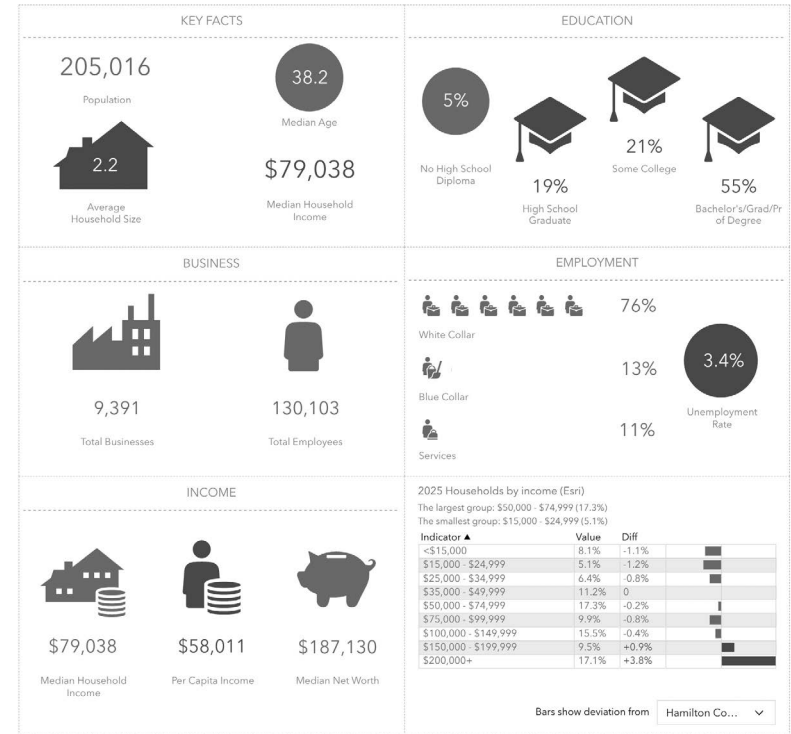 KEY FACTS
205,016
Population
38.2
Median Age
2.2
Average
Household Size
$79,038
Median Household
Income
EDUCATION
5%
No High School
Diploma
19%
High School
Graduate
21%
Some College
55%
Bachelor's/Grad/Pr
of Degree
BUSINESS
9,391
Total Businesses
130,103
Total Employees
EMPLOYMENT
76%
White Collar
13%
Blue Collar
11%
Services
3.4%
Unemployment
Rate
INCOME
$79,038
Median Household
Income
$58,011
Per Capita Income
$187,130
Median Net Worth
2025 Households by income (Esri)
The largest group: $50,000 - $74,999 (17.3%)
The smallest group: $15,000 - $24,999 (5.1%)
Indicator ▲ Value Diff
<$15,000 8.1% -1.1%
$15,000 - $24,999 5.1% -1.2%
$25,000 - $34,999 6.4% -0.8%
$35,000 - $49,999 11.2% 0
$50,000 - $74,999 17.3% -0.2%
$75,000 - $99,999 9.9% -0.8%
$100,000 - $149,999 15.5% -0.4%
$150,000 - $199,999 9.5% +0.9%
$200,000+ 17.1% +3.8%
Bars show deviation from Hamilton Co...